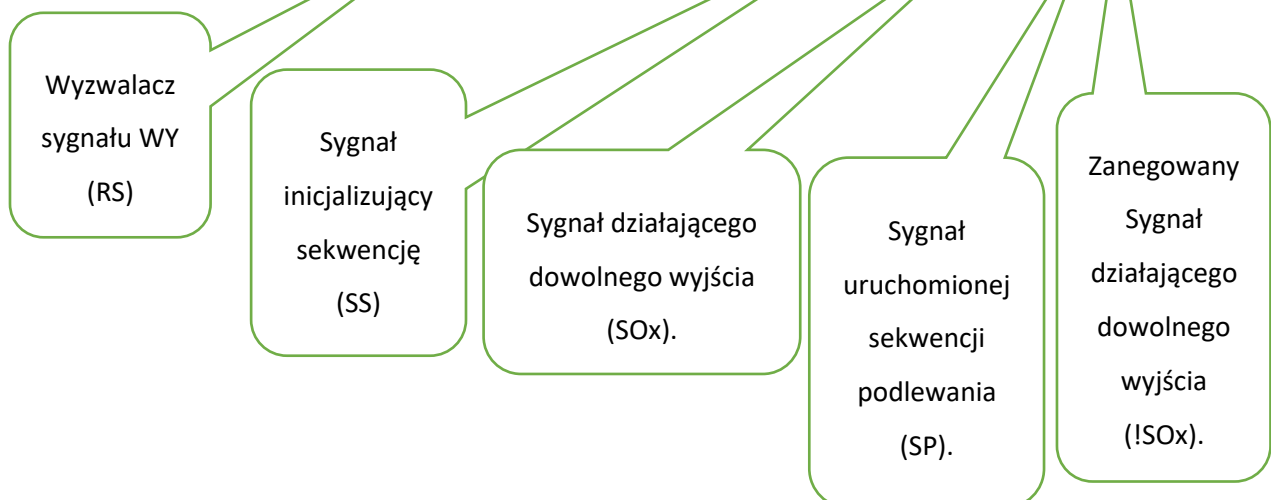 Wyzwalacz
sygnału WY
(RS)
Sygnał
inicjalizujący
sekwencję
(SS)
Sygnał działającego
dowolnego wyjścia
(SOx).
Sygnał
uruchomionej
sekwencji
podlewania
(SP).
Zanegowany
Sygnał
działającego
dowolnego
wyjścia
(!SOx).